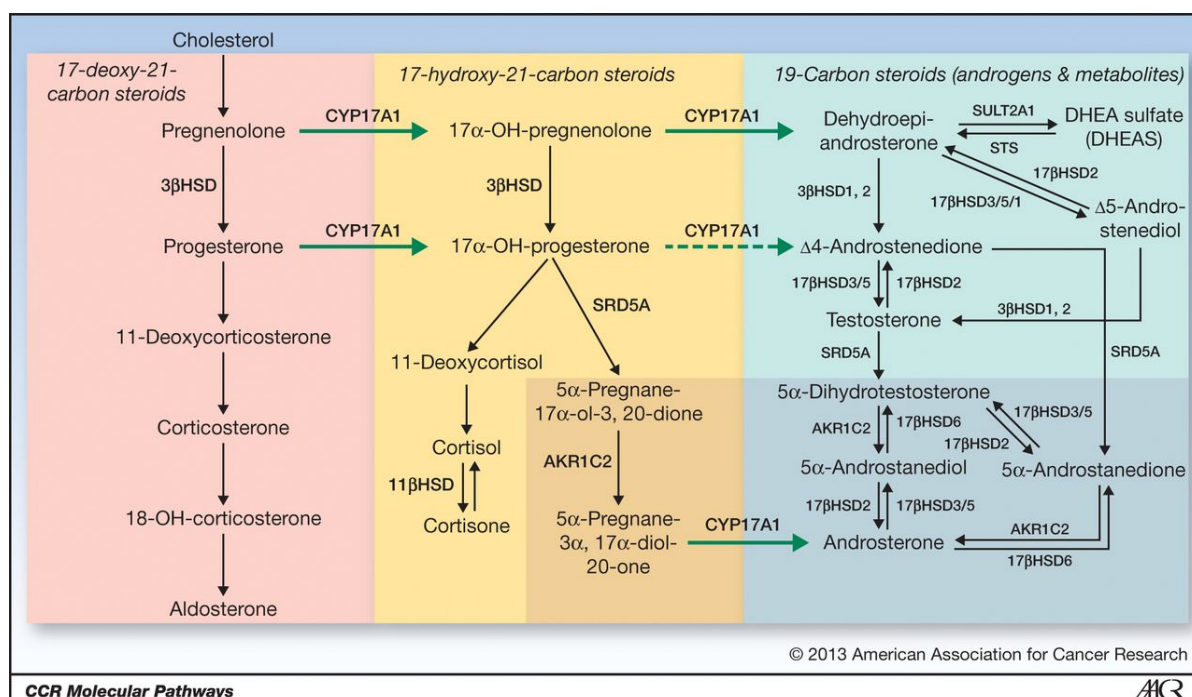 Cholesterol
17-deoxy-21-
carbon steroids
17-hydroxy-21-carbon steroids
19-Carbon steroids (androgens & metabolites)
Pregnenolone
CYP17A1
17α-OH-pregnenolone
CYP17A1
Dehydroepi-
androsterone
SULT2A1
STS
DHEA sulfate
(DHEAS)
3βHSD
3βHSD
3βHSD1, 2
17βHSD2
17βHSD3/5/1
Δ5-Andro-
stenediol
Progesterone
CYP17A1
17α-OH-progesterone
CYP17A1
Δ4-Androstenedione
17βHSD3/5
17βHSD2
SRD5A
Testosterone
3βHSD1, 2
11-Deoxycorticosterone
11-Deoxycortisol
SRD5A
SRD5A
5α-Pregnane-
17α-ol-3, 20-dione
5α-Dihydrotestosterone
17βHSD3/5
17βHSD2
AKR1C2
17βHSD6
Corticosterone
Cortisol
AKR1C2
5α-Androstanediol
5α-Androstanedione
11βHSD
Cortisone
17βHSD2
17βHSD3/5
18-OH-corticosterone
5α-Pregnane-
3α, 17α-diol-
20-one
CYP17A1
Androsterone
AKR1C2
17βHSD6
Aldosterone
© 2013 American Association for Cancer Research
CCR Molecular Pathways
AACR